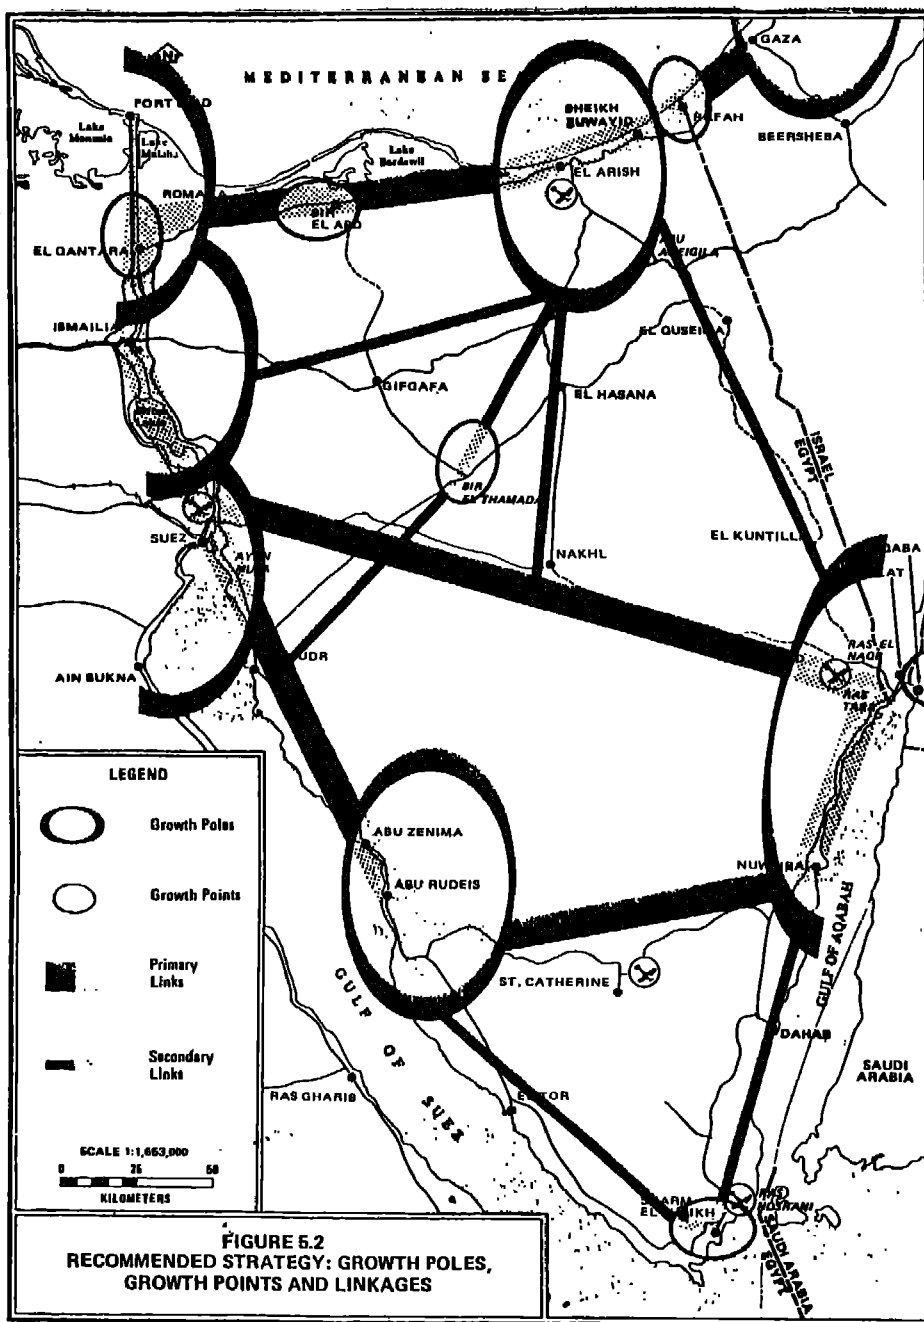 GAZA
MEDITERRANEAN SEA
PORT SAID
SHEIKH
ZUWAYID
RAFAH
BEERSHEBA
Lake
Manzala
Lake
Malaha
Lake
Bardawil
ROMANA
EL ARISH
BIR
EL ABD
EL QANTARA
ABU
AGEIGILA
ISMAILIA
EL QUSEIMA
GIFGAFA
EL HASANA
ISRAEL
EGYPT
BIR
EL THAMADA
SUEZ
AYUN
MUSA
EL KUNTILLA
NAKHL
AQABA
RAS EL
NAQB
RAS
TABA
SUDR
AIN SUKNA
LEGEND
Growth Poles
Growth Points
Primary
Links
Secondary
Links
SCALE 1:1,653,000
0 25 50
KILOMETERS
ABU ZENIMA
ABU RUDEIS
NUWEIBA
GULF OF AQABAH
ST. CATHERINE
GULF OF SUEZ
DAHAB
SAUDI
ARABIA
RAS GHARIB
EL TOR
SHARM
EL SHEIKH
RAS
NOSRANI
SAUDI ARABIA
EGYPT
FIGURE 5.2
RECOMMENDED STRATEGY: GROWTH POLES,
GROWTH POINTS AND LINKAGES